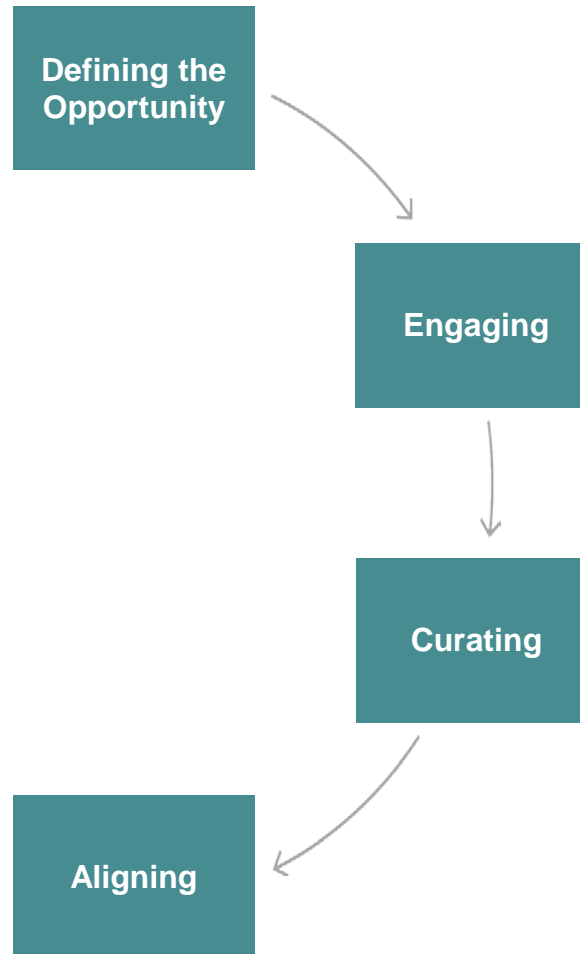 Defining the
Opportunity
Engaging
Curating
Aligning